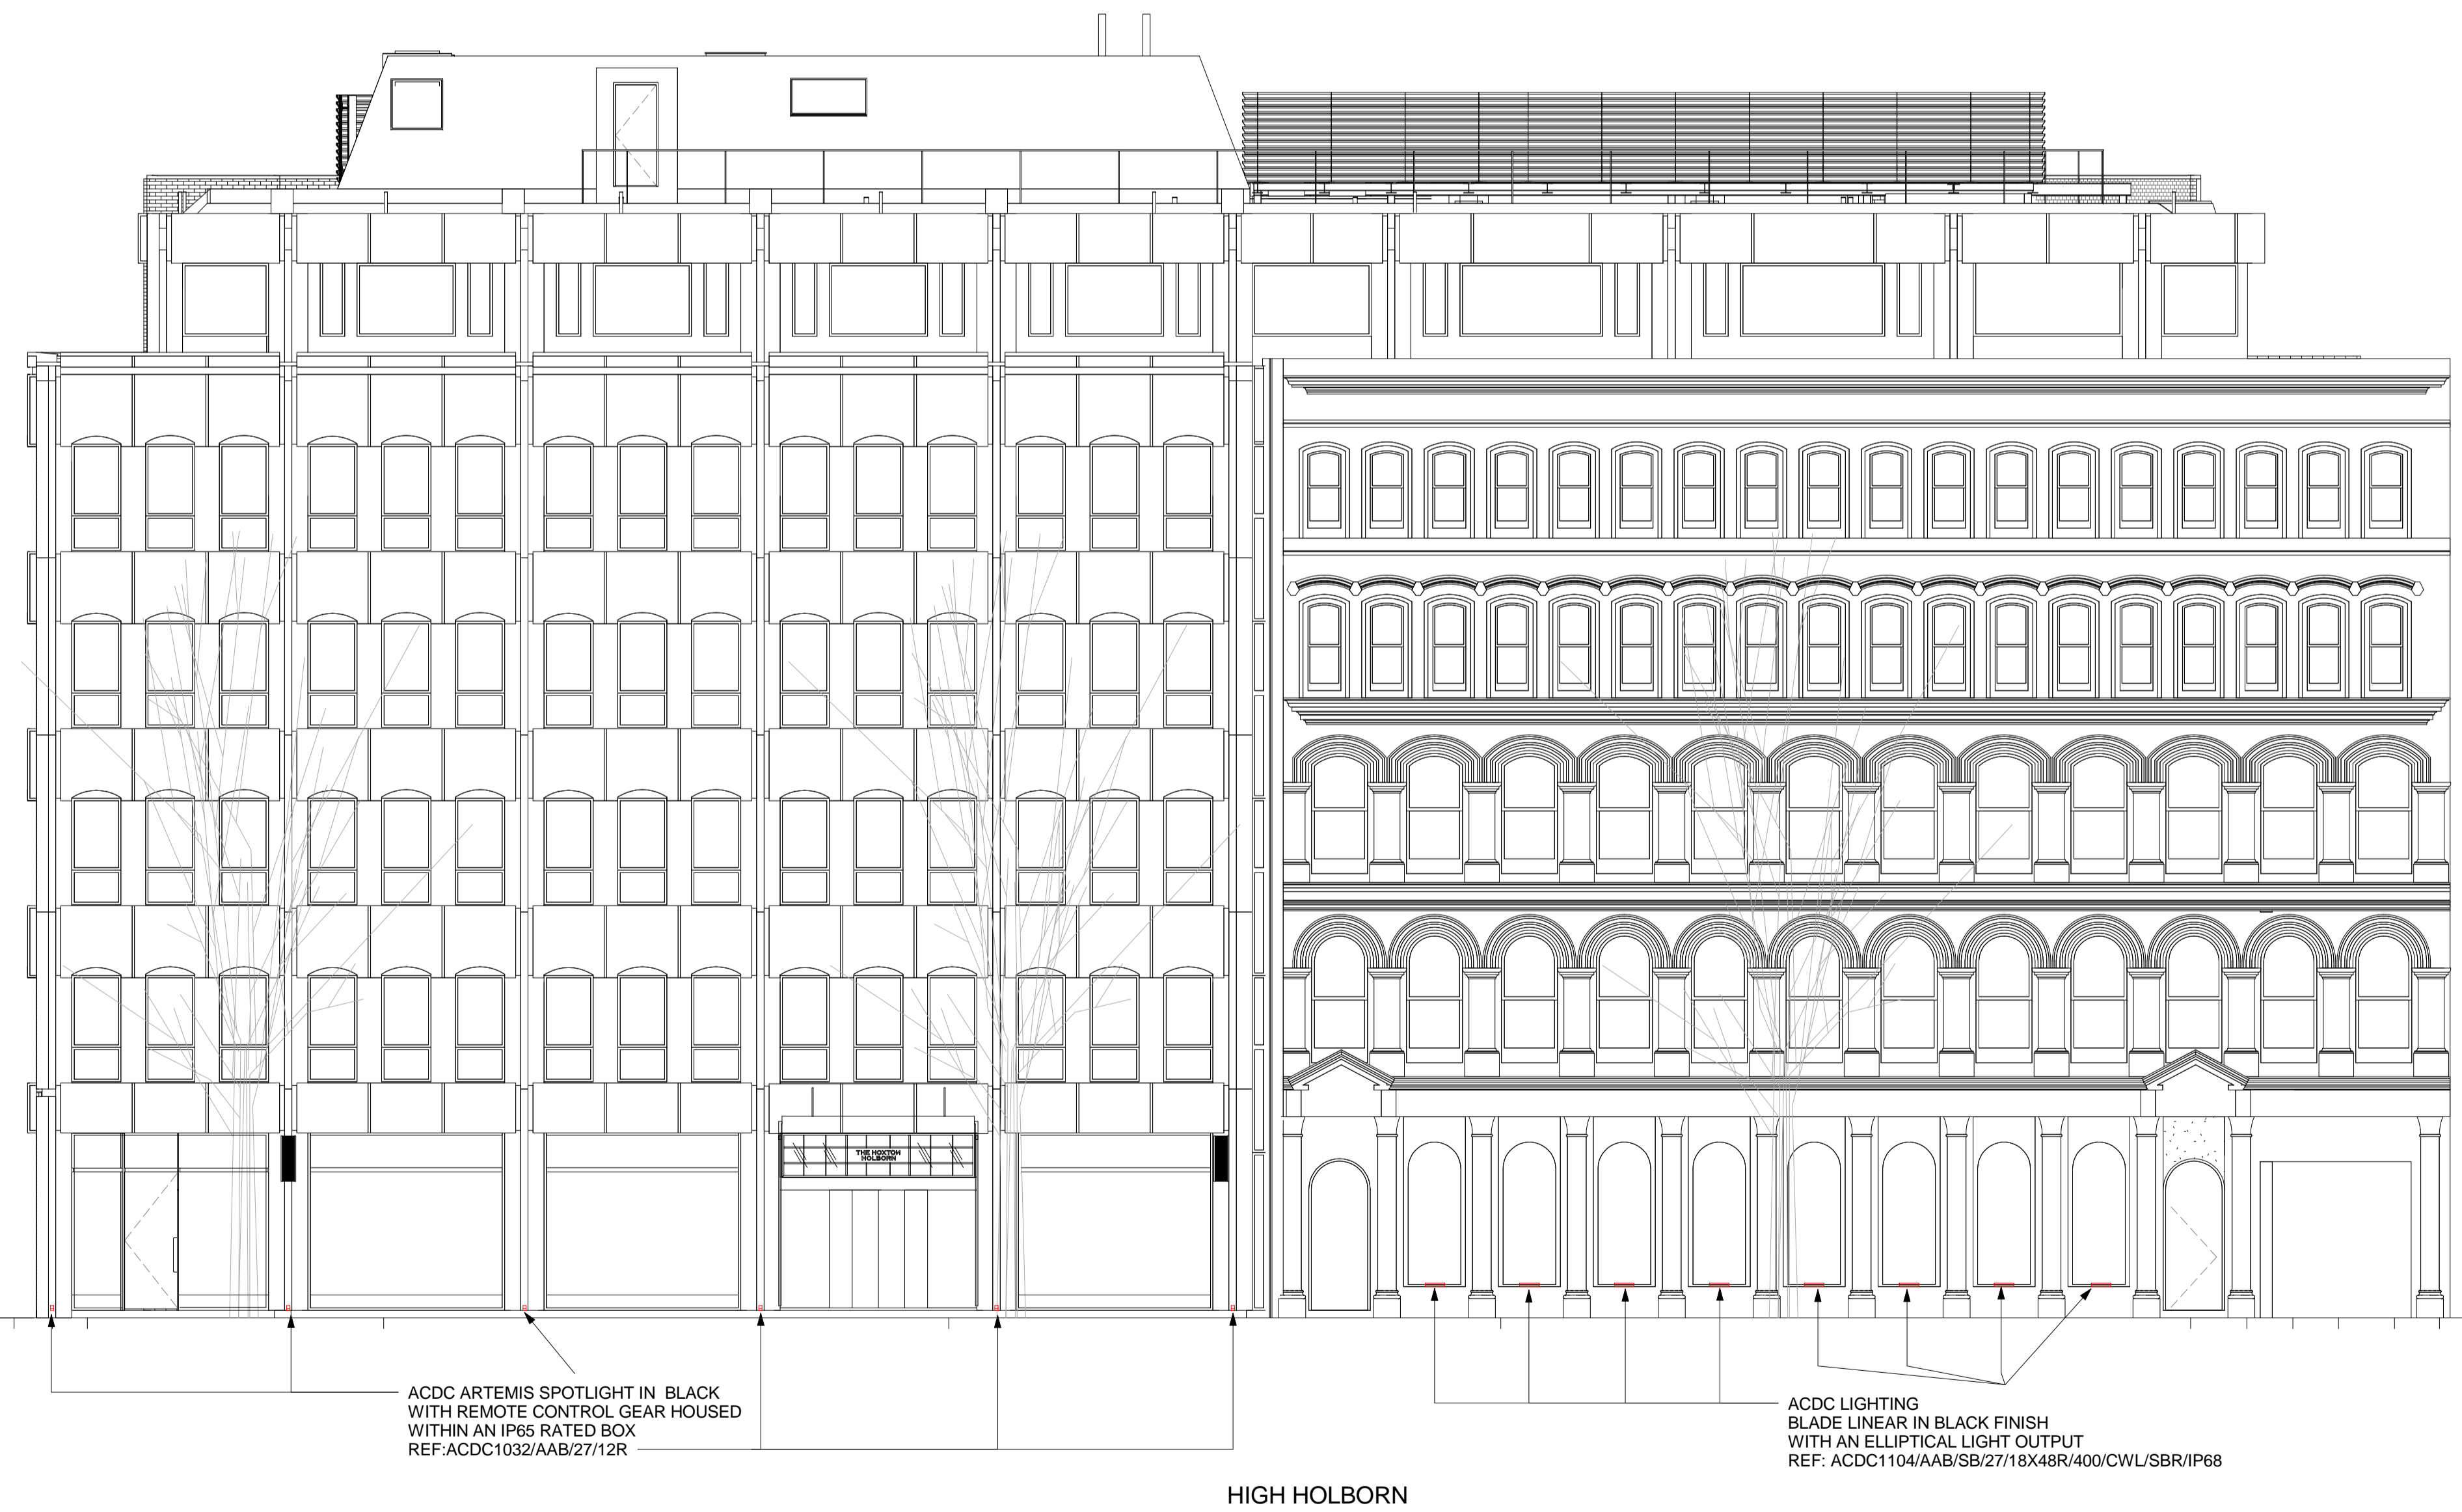 THE HOXTON
HOLBORN
ACDC ARTEMIS SPOTLIGHT IN BLACK
WITH REMOTE CONTROL GEAR HOUSED
WITHIN AN IP65 RATED BOX
REF:ACDC1032/AAB/27/12R
ACDC LIGHTING
BLADE LINEAR IN BLACK FINISH
WITH AN ELLIPTICAL LIGHT OUTPUT
REF: ACDC1104/AAB/SB/27/18X48R/400/CWL/SBR/IP68
HIGH HOLBORN